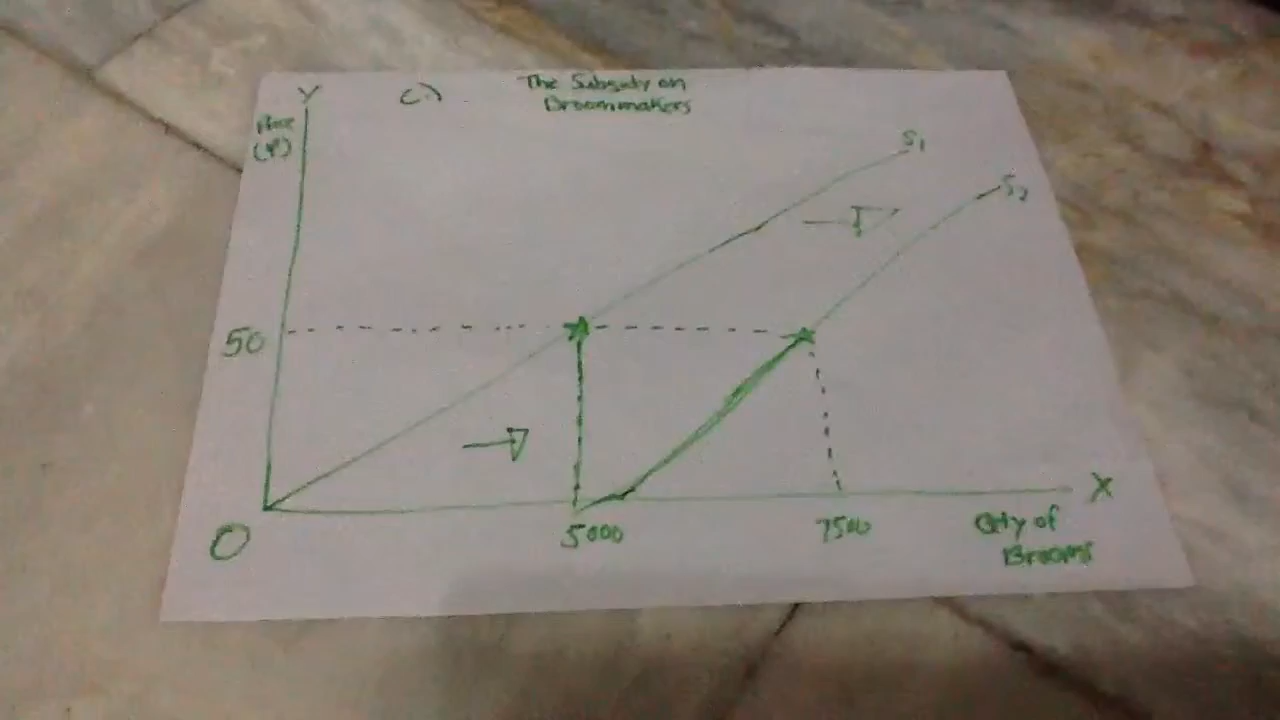 Y
c.)
The Subsidy on
Broommakers
Price
(₱)
S1
S2
50
O
5000
7500
X
Qty of
Brooms